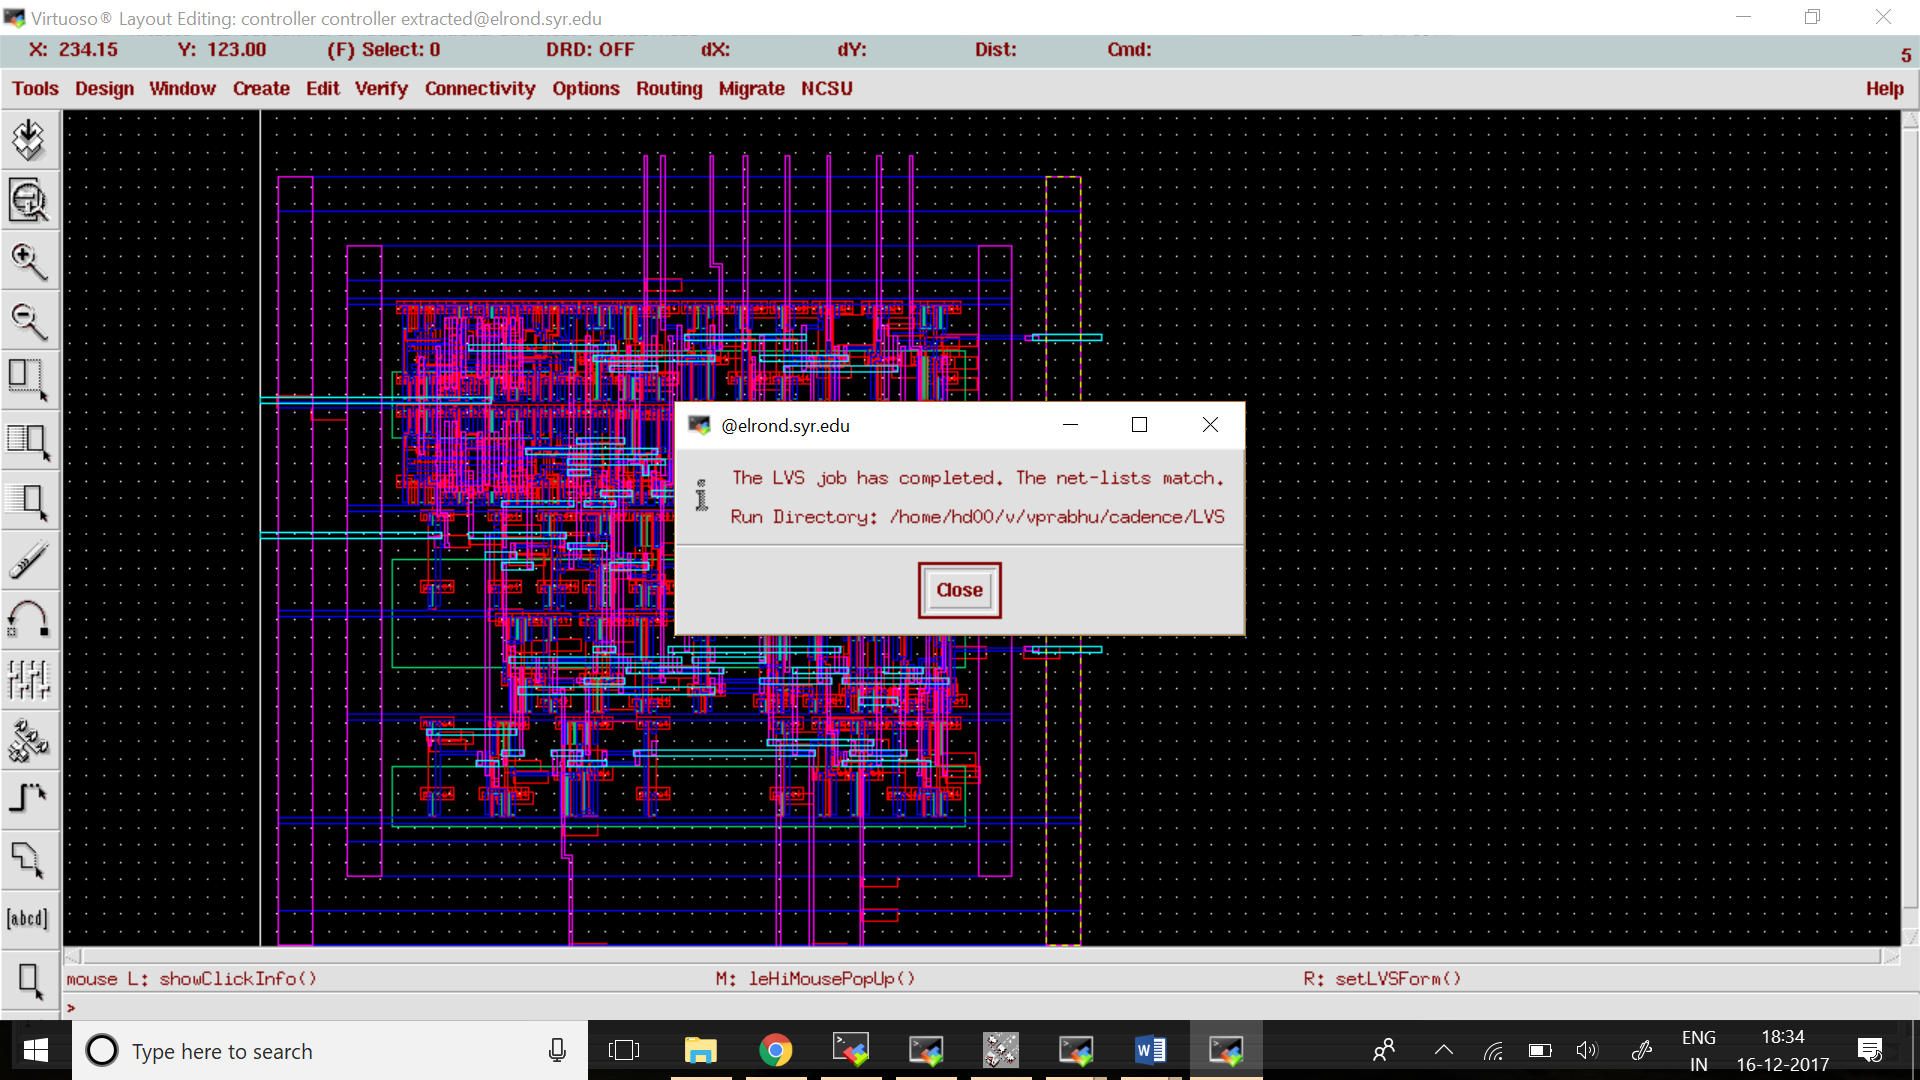 Virtuoso® Layout Editing: controller controller extracted@elrond.syr.edu
X: 234.15 Y: 123.00 (F) Select: 0 DRD: OFF dX: dY: Dist: Cmd: 5
Tools Design Window Create Edit Verify Connectivity Options Routing Migrate NCSU Help
@elrond.syr.edu
The LVS job has completed. The net-lists match.
Run Directory: /home/hd00/v/vprabhu/cadence/LVS
Close
[abcd]
mouse L: showClickInfo() M: leHiMousePopUp() R: setLVSForm()
>
Type here to search
ENG 18:34
IN 16-12-2017